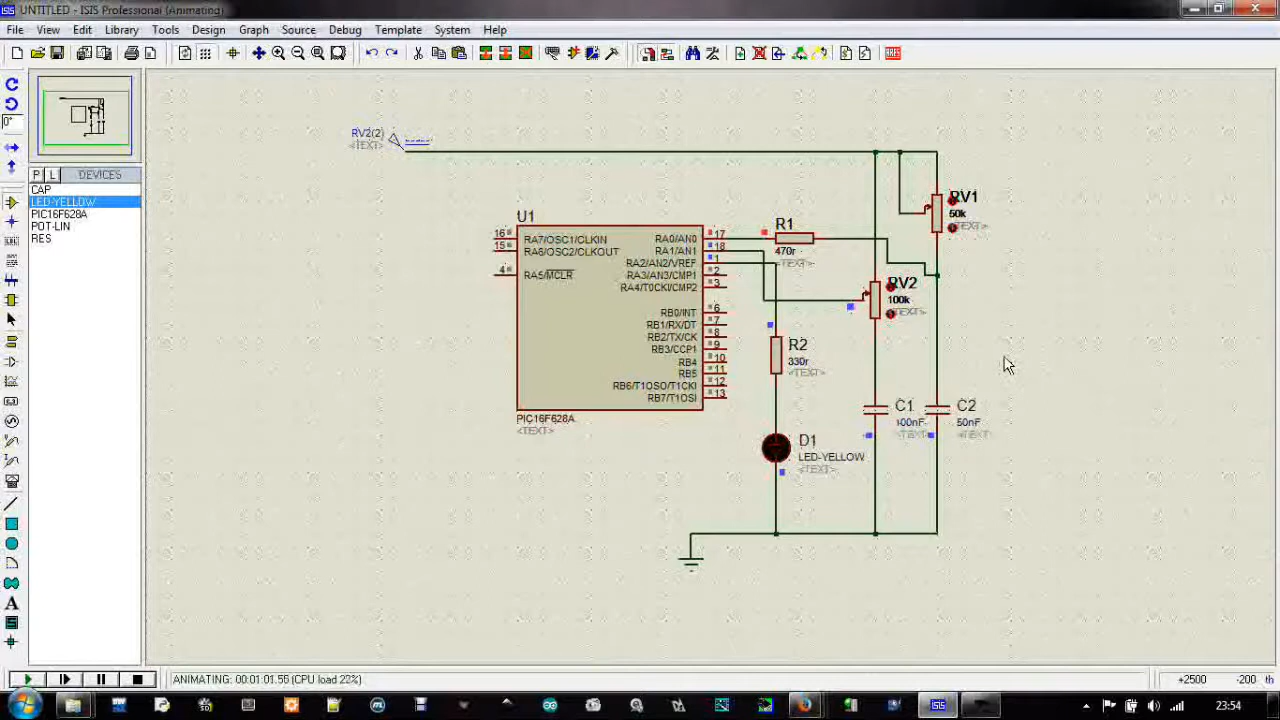 UNTITLED - ISIS Professional (Animating)
File View Edit Library Tools Design Graph Source Debug Template System Help
0°
P L DEVICES
CAP
LED-YELLOW
PIC16F628A
POT-LIN
RES
RV2(2)
<TEXT>
U1
16 RA7/OSC1/CLKIN
15 RA6/OSC2/CLKOUT
4 RA5/MCLR
RA0/AN0 17
RA1/AN1 18
RA2/AN2/VREF 1
RA3/AN3/CMP1 2
RA4/T0CKI/CMP2 3
RB0/INT 6
RB1/RX/DT 7
RB2/TX/CK 8
RB3/CCP1 9
RB4 10
RB5 11
RB6/T1OSO/T1CKI 12
RB7/T1OSI 13
PIC16F628A
<TEXT>
R1
470r
<TEXT>
RV1
50k
<TEXT>
RV2
100k
<TEXT>
R2
330r
<TEXT>
C1
100nF
<TEXT>
C2
50nF
<TEXT>
D1
LED-YELLOW
<TEXT>
ANIMATING: 00:01:01.55 (CPU load 22%)
+2500 -200 th
23:54